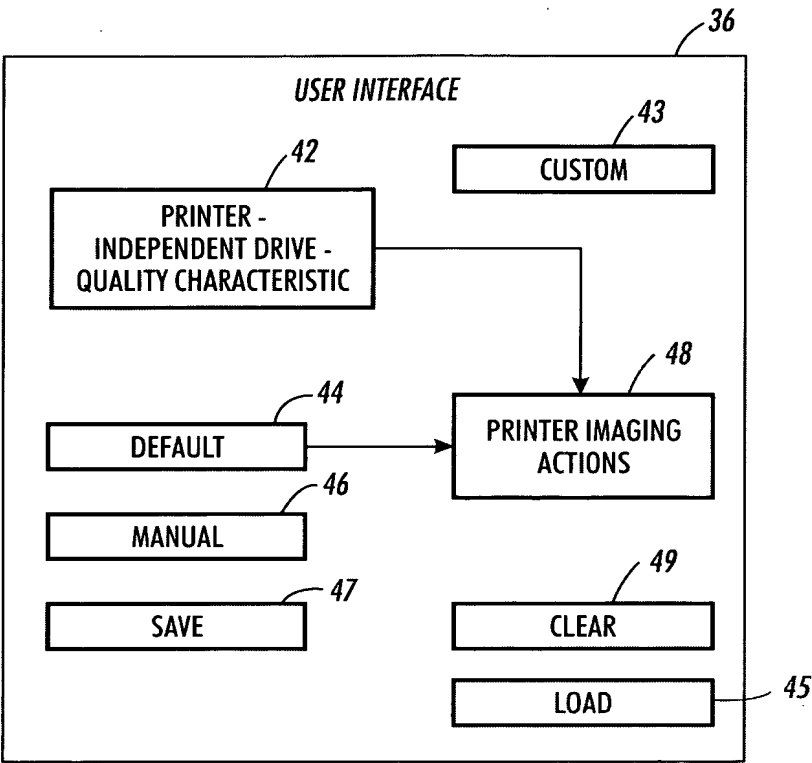 36
USER INTERFACE
43
CUSTOM
42
PRINTER -
INDEPENDENT DRIVE -
QUALITY CHARACTERISTIC
48
PRINTER IMAGING
ACTIONS
44
DEFAULT
46
MANUAL
47
SAVE
49
CLEAR
LOAD
45